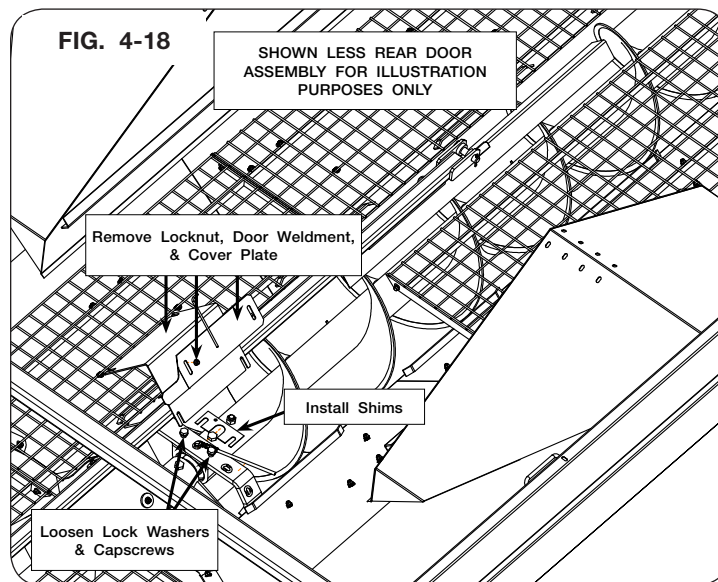 FIG. 4-18
SHOWN LESS REAR DOOR
ASSEMBLY FOR ILLUSTRATION
PURPOSES ONLY
Remove Locknut, Door Weldment,
& Cover Plate
Install Shims
Loosen Lock Washers
& Capscrews